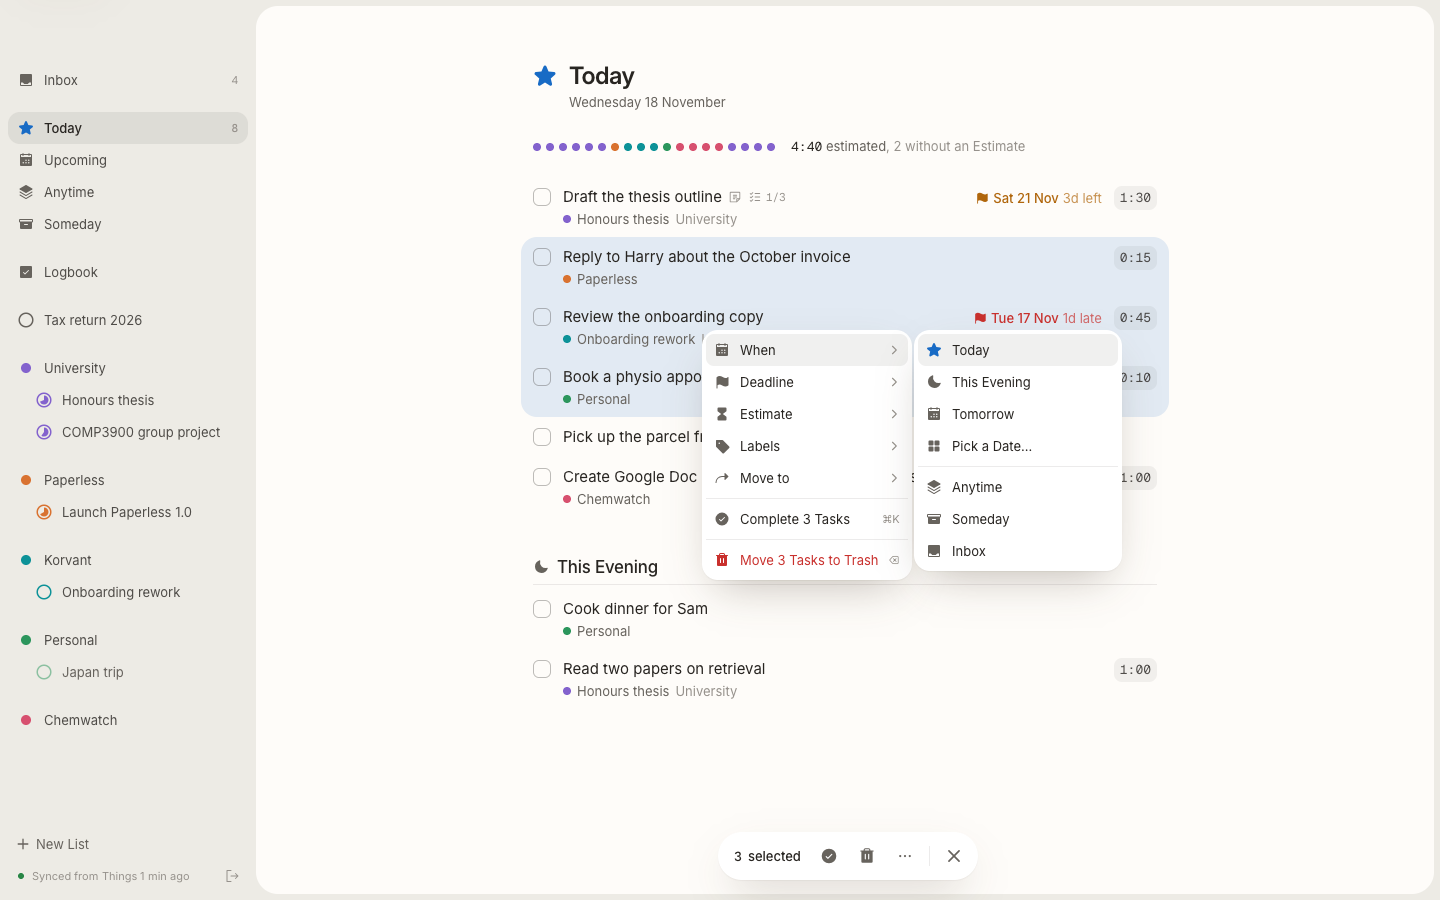 Inbox 4
Today 8
Upcoming
Anytime
Someday
Logbook
Tax return 2026
University
Honours thesis
COMP3900 group project
Paperless
Launch Paperless 1.0
Korvant
Onboarding rework
Personal
Japan trip
Chemwatch
New List
Synced from Things 1 min ago
Today
Wednesday 18 November
4:40 estimated, 2 without an Estimate
Draft the thesis outline 1/3 Sat 21 Nov 3d left 1:30
Honours thesis University
Reply to Harry about the October invoice 0:15
Paperless
Review the onboarding copy Tue 17 Nov 1d late 0:45
Onboarding rework
Book a physio appo 0:10
Personal
Pick up the parcel fr
Create Google Doc 1:00
Chemwatch
When
Deadline
Estimate
Labels
Move to
Complete 3 Tasks ⌘K
Move 3 Tasks to Trash ⌫
Today
This Evening
Tomorrow
Pick a Date...
Anytime
Someday
Inbox
This Evening
Cook dinner for Sam
Personal
Read two papers on retrieval 1:00
Honours thesis University
3 selected